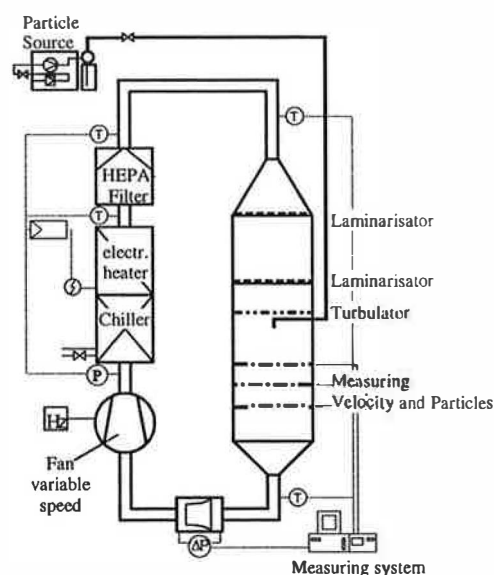 Particle
Source
T
T
HEPA
Filter
T
Laminarisator
electr.
heater
Laminarisator
Turbulator
Chiller
P
Measuring
Velocity and Particles
Hz
Fan
variable
speed
T
ΔP
Measuring system